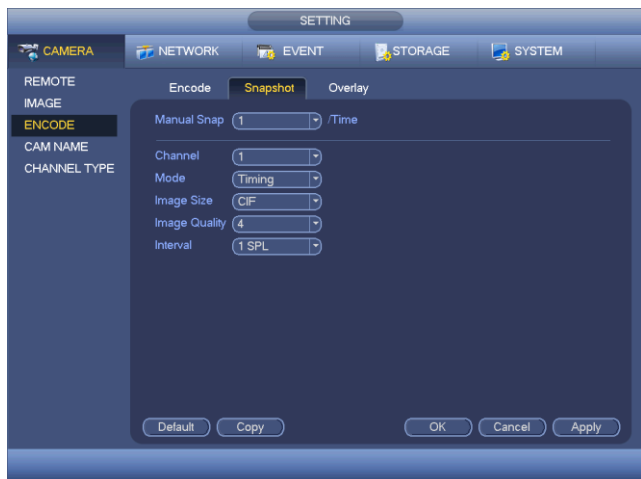 SETTING
CAMERA NETWORK EVENT STORAGE SYSTEM
REMOTE
IMAGE
ENCODE
CAM NAME
CHANNEL TYPE
Encode Snapshot Overlay
Manual Snap 1 /Time
Channel 1
Mode Timing
Image Size CIF
Image Quality 4
Interval 1 SPL
Default Copy OK Cancel Apply